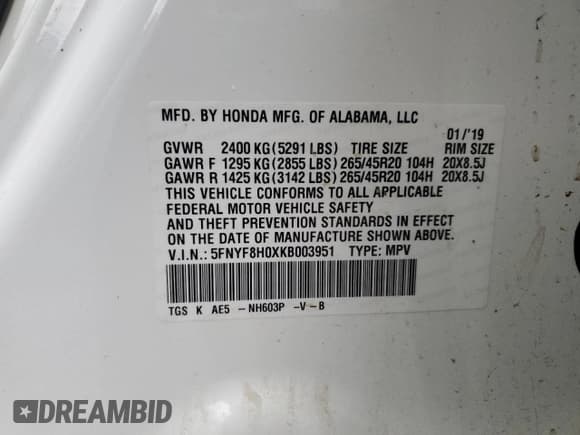 MFD. BY HONDA MFG. OF ALABAMA, LLC
01/'19
GVWR 2400 KG(5291 LBS) TIRE SIZE RIM SIZE
GAWR F 1295 KG(2855 LBS) 265/45R20 104H 20X8.5J
GAWR R 1425 KG(3142 LBS) 265/45R20 104H 20X8.5J
THIS VEHICLE CONFORMS TO ALL APPLICABLE
FEDERAL MOTOR VEHICLE SAFETY
AND THEFT PREVENTION STANDARDS IN EFFECT
ON THE DATE OF MANUFACTURE SHOWN ABOVE.
V.I.N.: 5FNYF8H0XKB003951 TYPE: MPV
TGS K AE5 -NH603P -V-B
DREAMBID